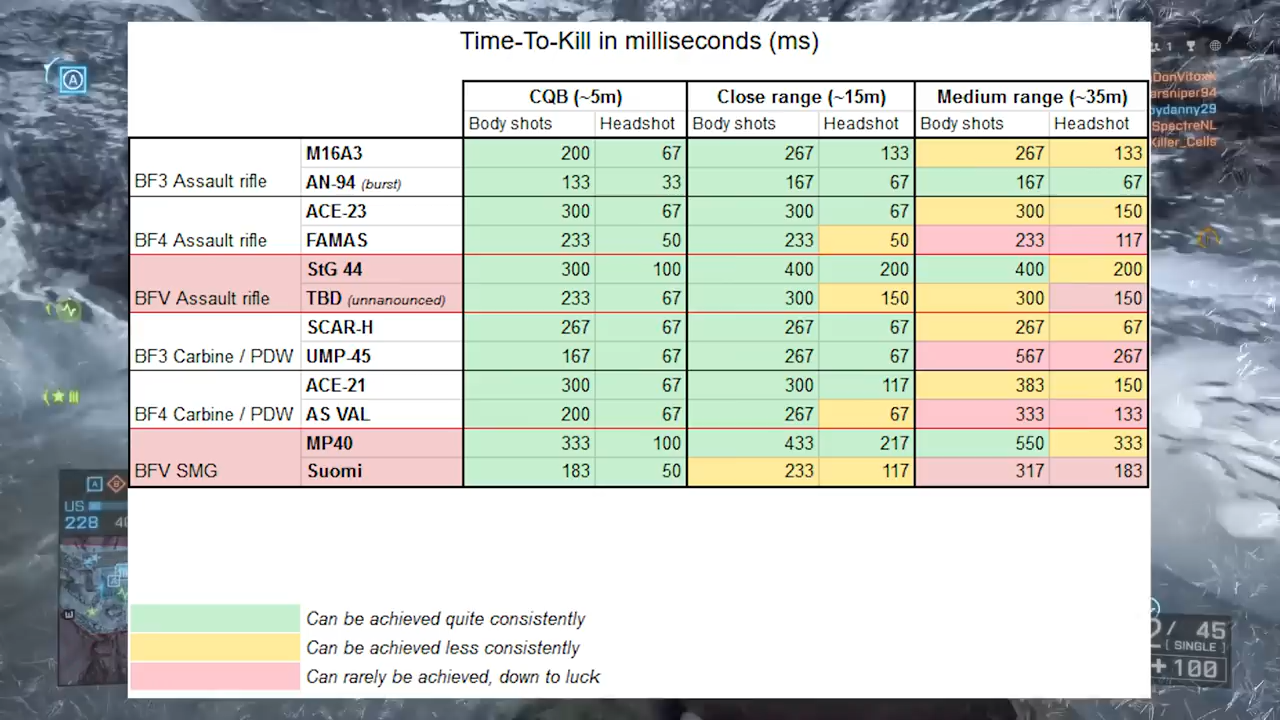 Time-To-Kill in milliseconds (ms)
CQB (~5m) Close range (~15m) Medium range (~35m)
Body shots Headshot Body shots Headshot Body shots Headshot
M16A3 200 67 267 133 267 133
BF3 Assault rifle AN-94 (burst) 133 33 167 67 167 67
ACE-23 300 67 300 67 300 150
BF4 Assault rifle FAMAS 233 50 233 50 233 117
StG 44 300 100 400 200 400 200
BFV Assault rifle TBD (unnanounced) 233 67 300 150 300 150
SCAR-H 267 67 267 67 267 67
BF3 Carbine / PDW UMP-45 167 67 267 67 567 267
ACE-21 300 67 300 117 383 150
BF4 Carbine / PDW AS VAL 200 67 267 67 333 133
MP40 333 100 433 217 550 333
BFV SMG Suomi 183 50 233 117 317 183
Can be achieved quite consistently
Can be achieved less consistently
Can rarely be achieved, down to luck
A
1
DonVitoxX
arsniper94
oydanny29
SpectreNL
Killer_Cells
A B
US
228 40
/ 45
[ SINGLE ]
+ 100